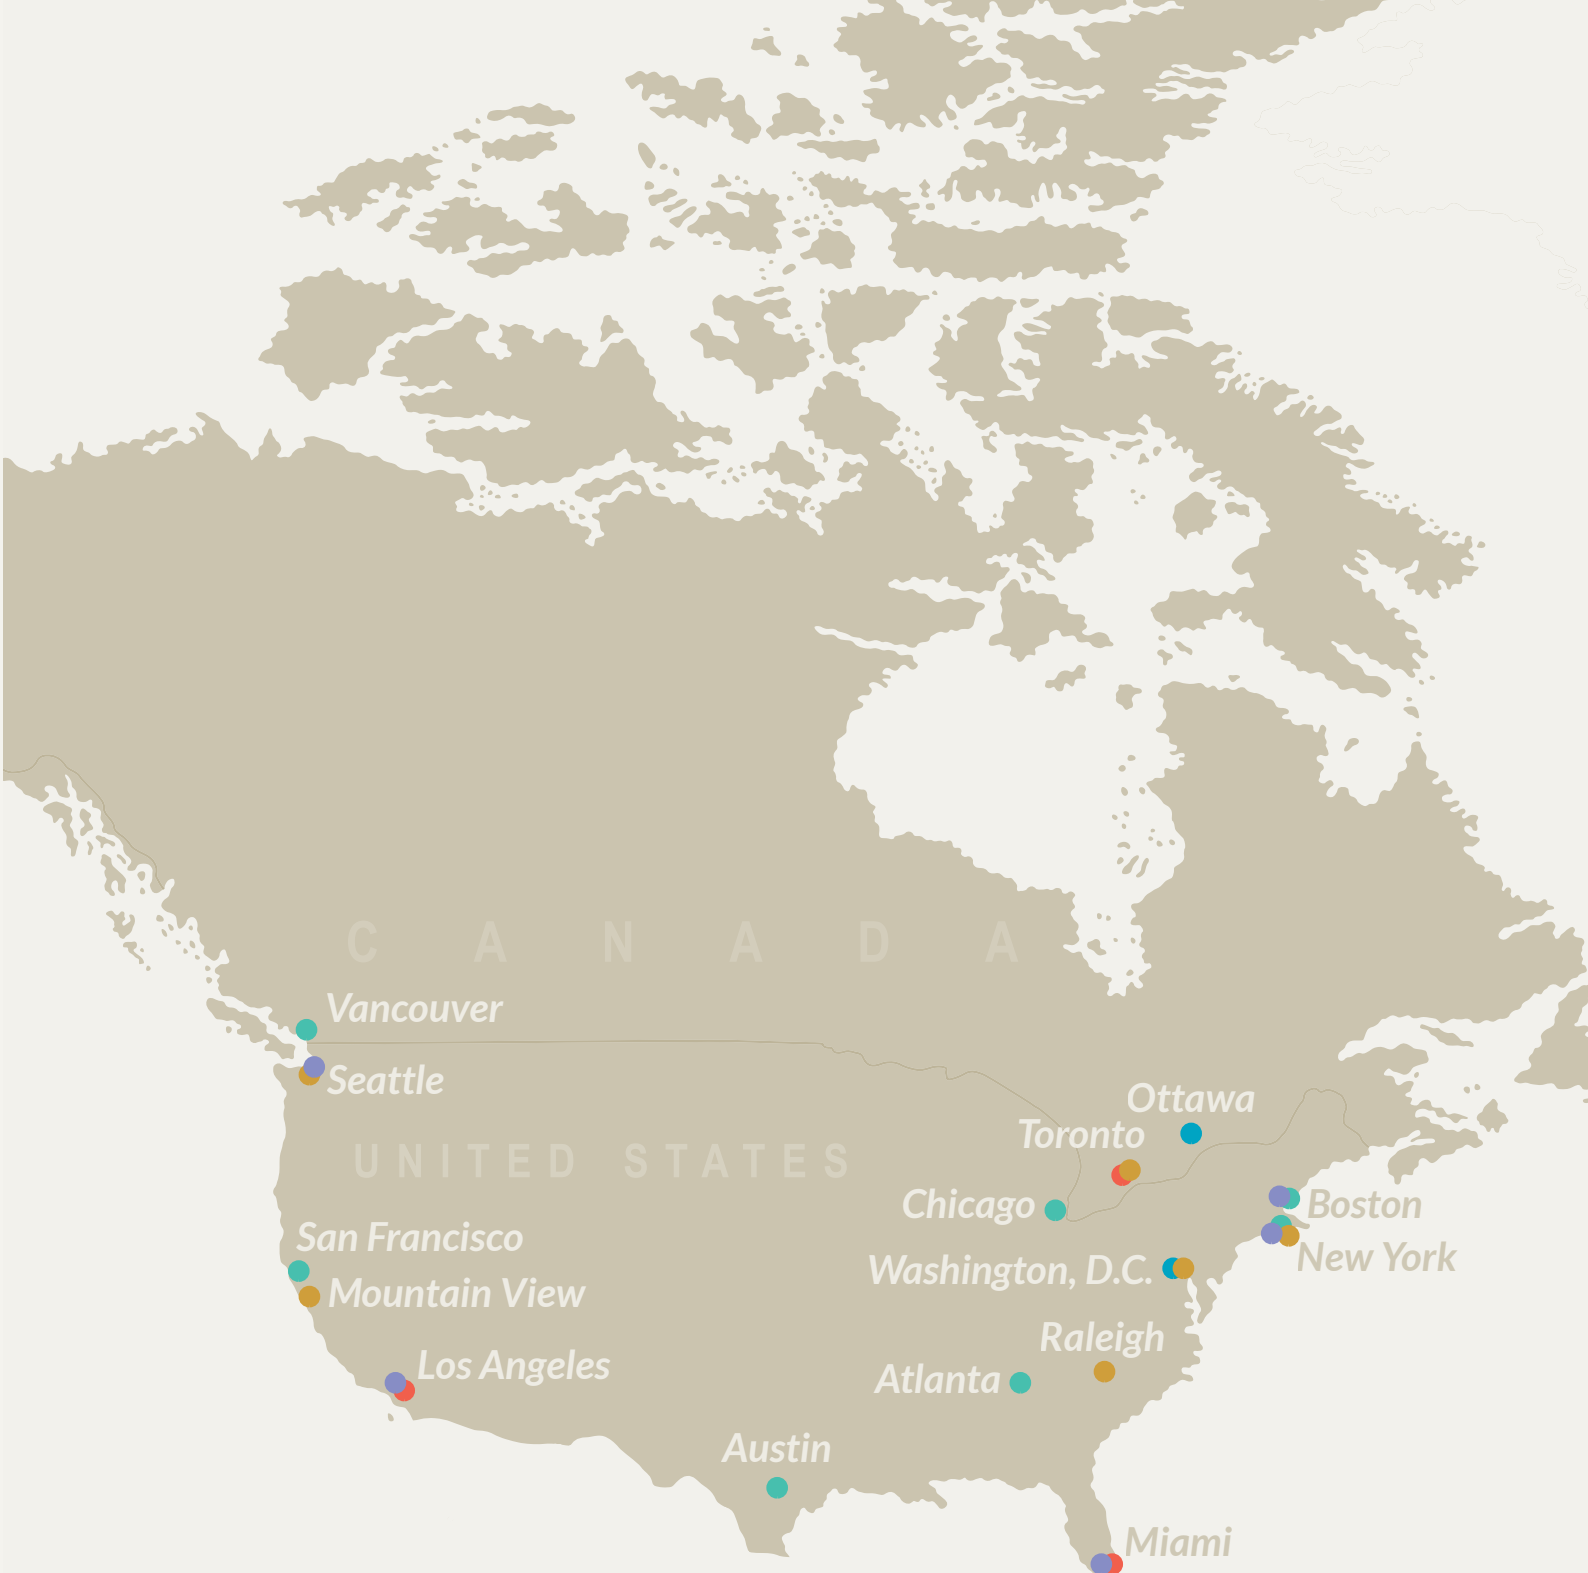 CANADA
Vancouver
Seattle
Ottawa
Toronto
UNITED STATES
Chicago
Boston
San Francisco
New York
Washington, D.C.
Mountain View
Raleigh
Los Angeles
Atlanta
Austin
Miami